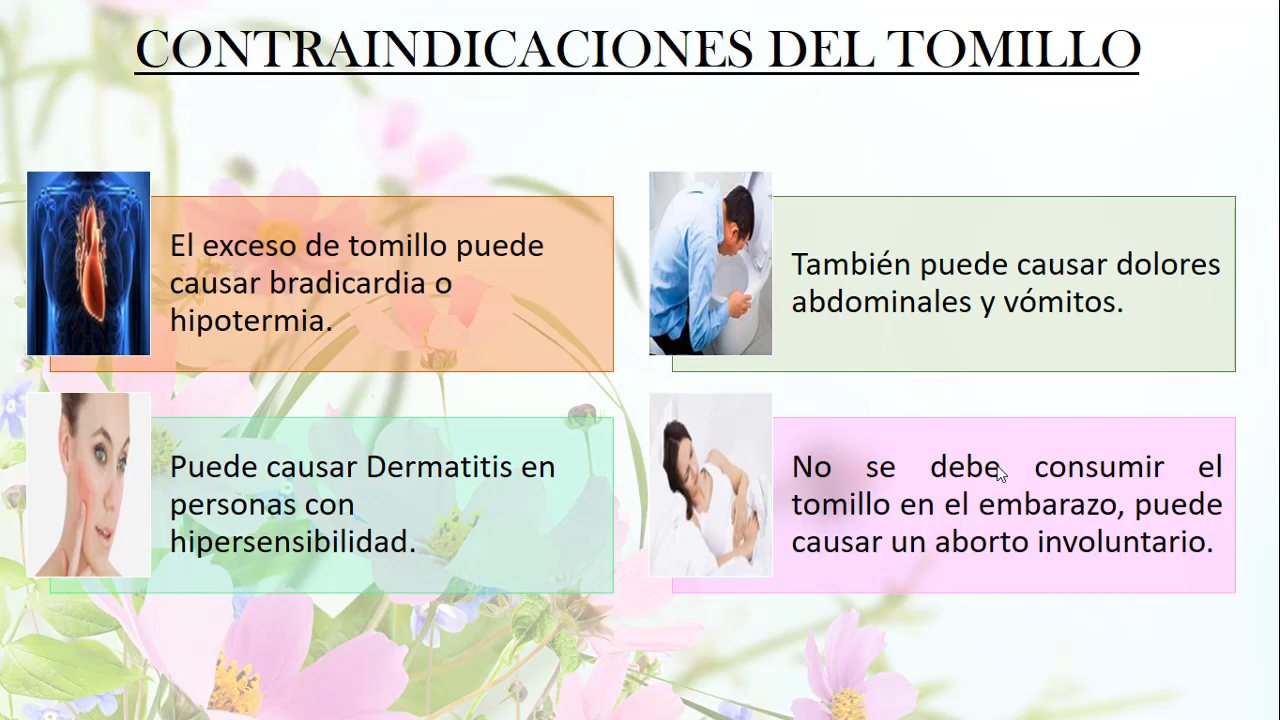 CONTRAINDICACIONES DEL TOMILLO
El exceso de tomillo puede
causar bradicardia o
hipotermia.
También puede causar dolores
abdominales y vómitos.
Puede causar Dermatitis en
personas con
hipersensibilidad.
No se debe consumir el
tomillo en el embarazo, puede
causar un aborto involuntario.